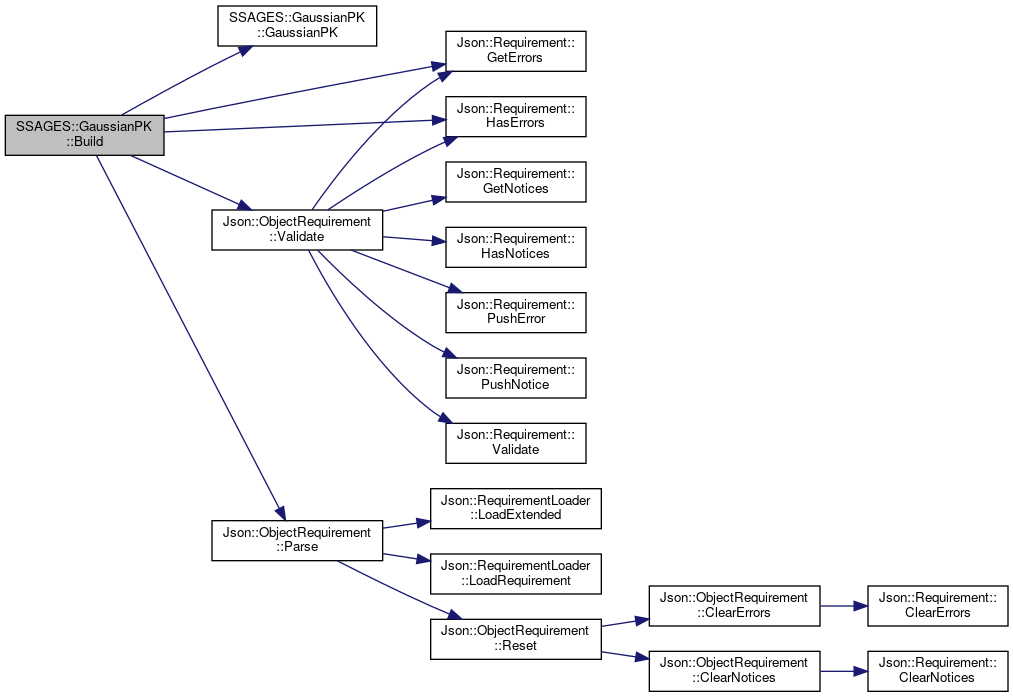 SSAGES::GaussianPK
::GaussianPK
Json::Requirement::
GetErrors
SSAGES::GaussianPK
::Build
Json::Requirement::
HasErrors
Json::Requirement::
GetNotices
Json::ObjectRequirement
::Validate
Json::Requirement::
HasNotices
Json::Requirement::
PushError
Json::Requirement::
PushNotice
Json::Requirement::
Validate
Json::RequirementLoader
::LoadExtended
Json::ObjectRequirement
::Parse
Json::RequirementLoader
::LoadRequirement
Json::ObjectRequirement
::Reset
Json::ObjectRequirement
::ClearErrors
Json::Requirement::
ClearErrors
Json::ObjectRequirement
::ClearNotices
Json::Requirement::
ClearNotices